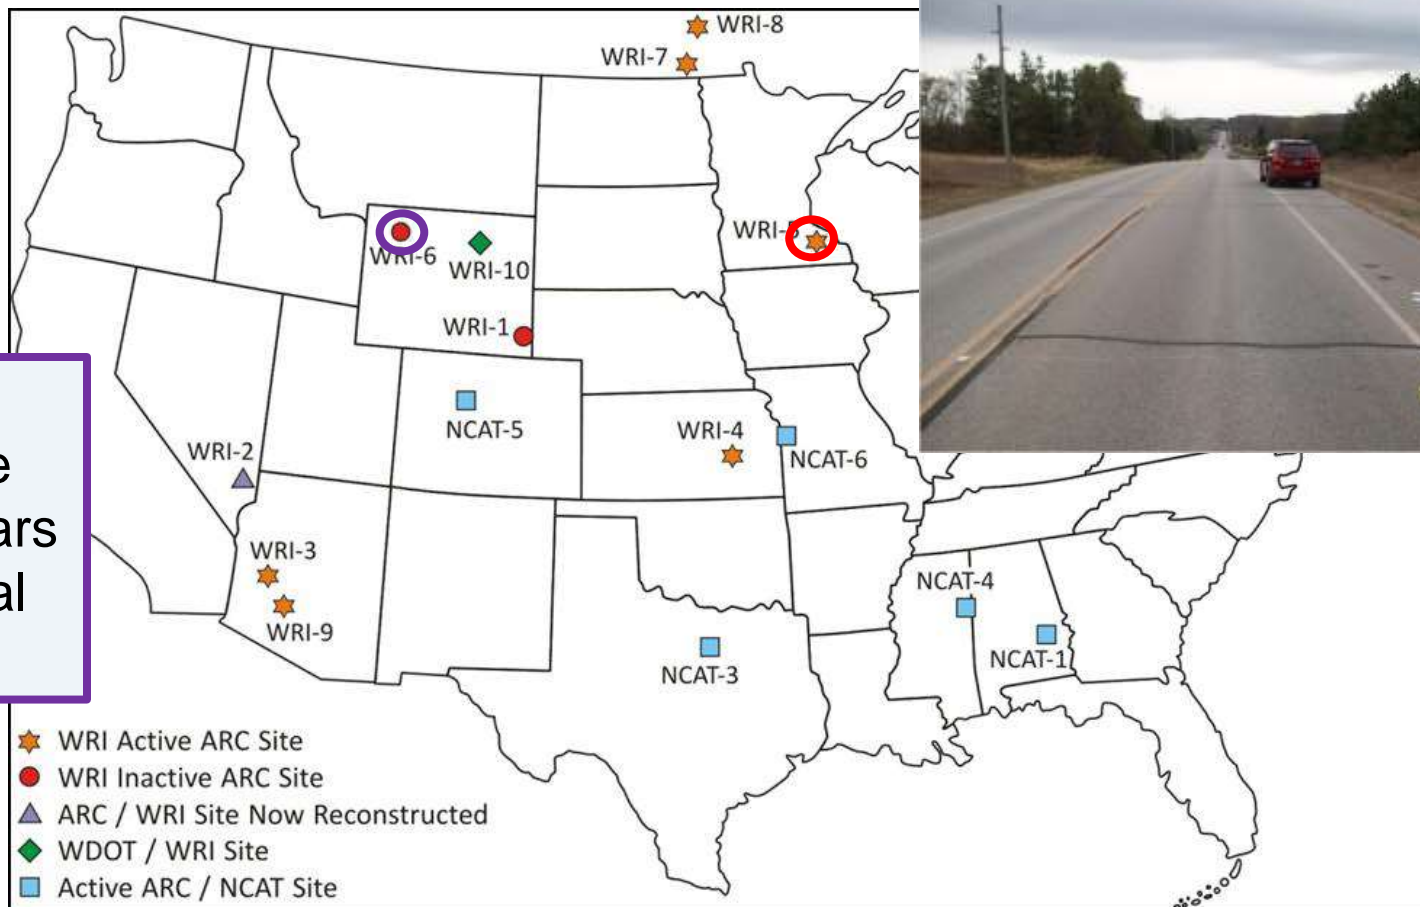 WRI-8
WRI-7
WRI-5
WRI-6
WRI-10
WRI-1
NCAT-5
WRI-4
NCAT-6
WRI-2
WRI-3
WRI-9
NCAT-4
NCAT-1
NCAT-3
WRI Active ARC Site
WRI Inactive ARC Site
ARC / WRI Site Now Reconstructed
WDOT / WRI Site
Active ARC / NCAT Site